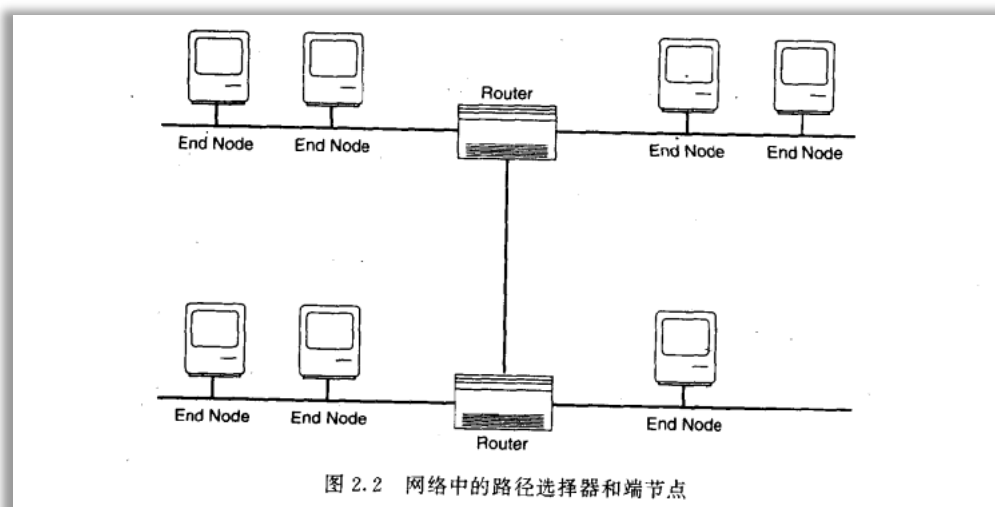 Router
End Node End Node End Node End Node
End Node End Node End Node
Router
图 2.2 网络中的路径选择器和端节点